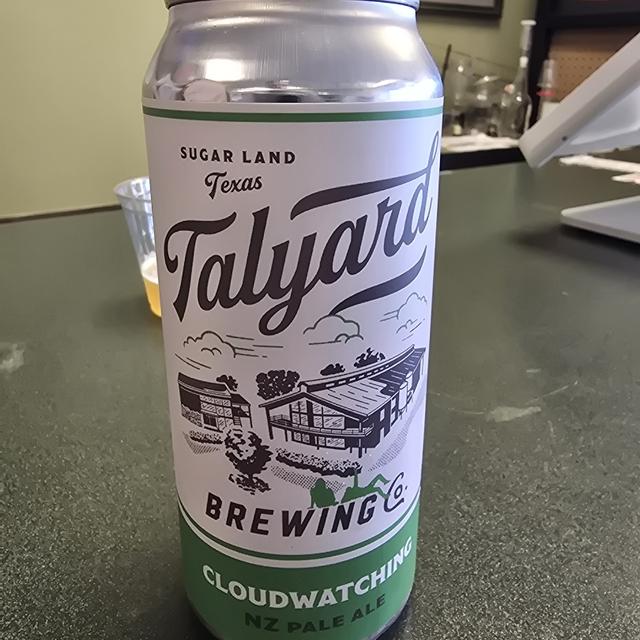 SUGAR LAND
Texas
Talyard
BREWING Co.
CLOUDWATCHING
NZ PALE ALE